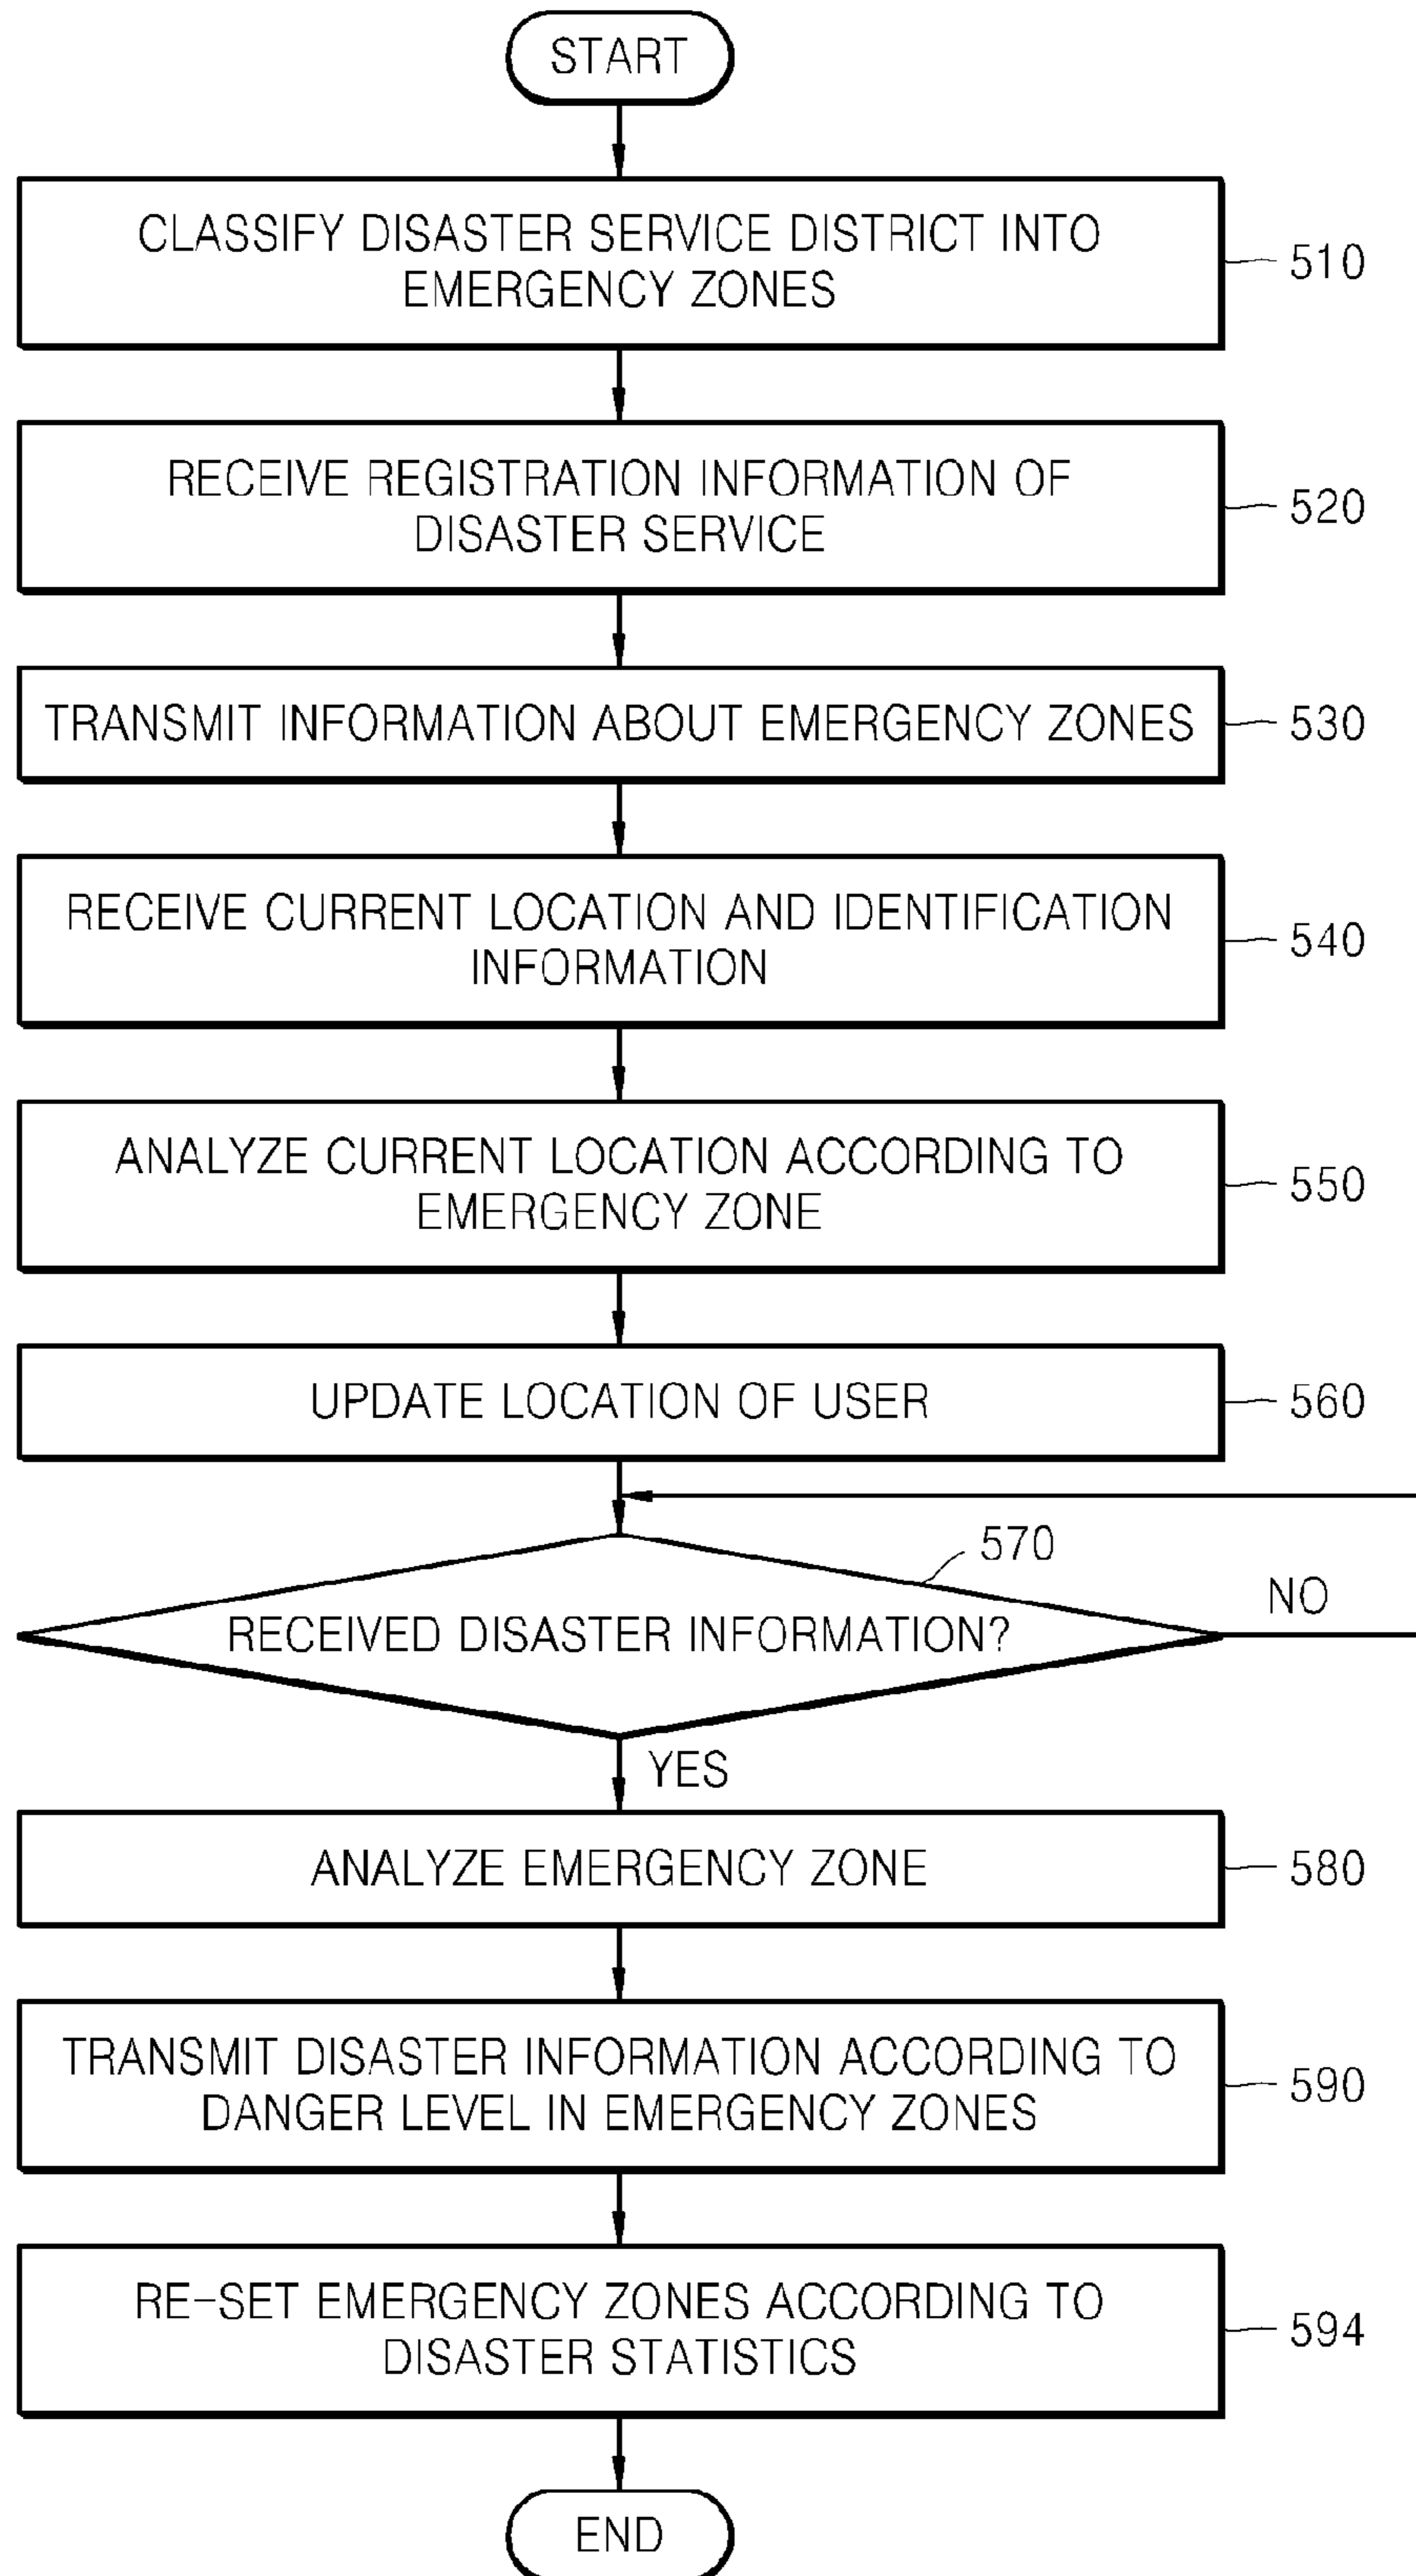 START
CLASSIFY DISASTER SERVICE DISTRICT INTO
EMERGENCY ZONES
510
RECEIVE REGISTRATION INFORMATION OF
DISASTER SERVICE
520
TRANSMIT INFORMATION ABOUT EMERGENCY ZONES
530
RECEIVE CURRENT LOCATION AND IDENTIFICATION
INFORMATION
540
ANALYZE CURRENT LOCATION ACCORDING TO
EMERGENCY ZONE
550
UPDATE LOCATION OF USER
560
570
RECEIVED DISASTER INFORMATION?
NO
YES
ANALYZE EMERGENCY ZONE
580
TRANSMIT DISASTER INFORMATION ACCORDING TO
DANGER LEVEL IN EMERGENCY ZONES
590
RE-SET EMERGENCY ZONES ACCORDING TO
DISASTER STATISTICS
594
END